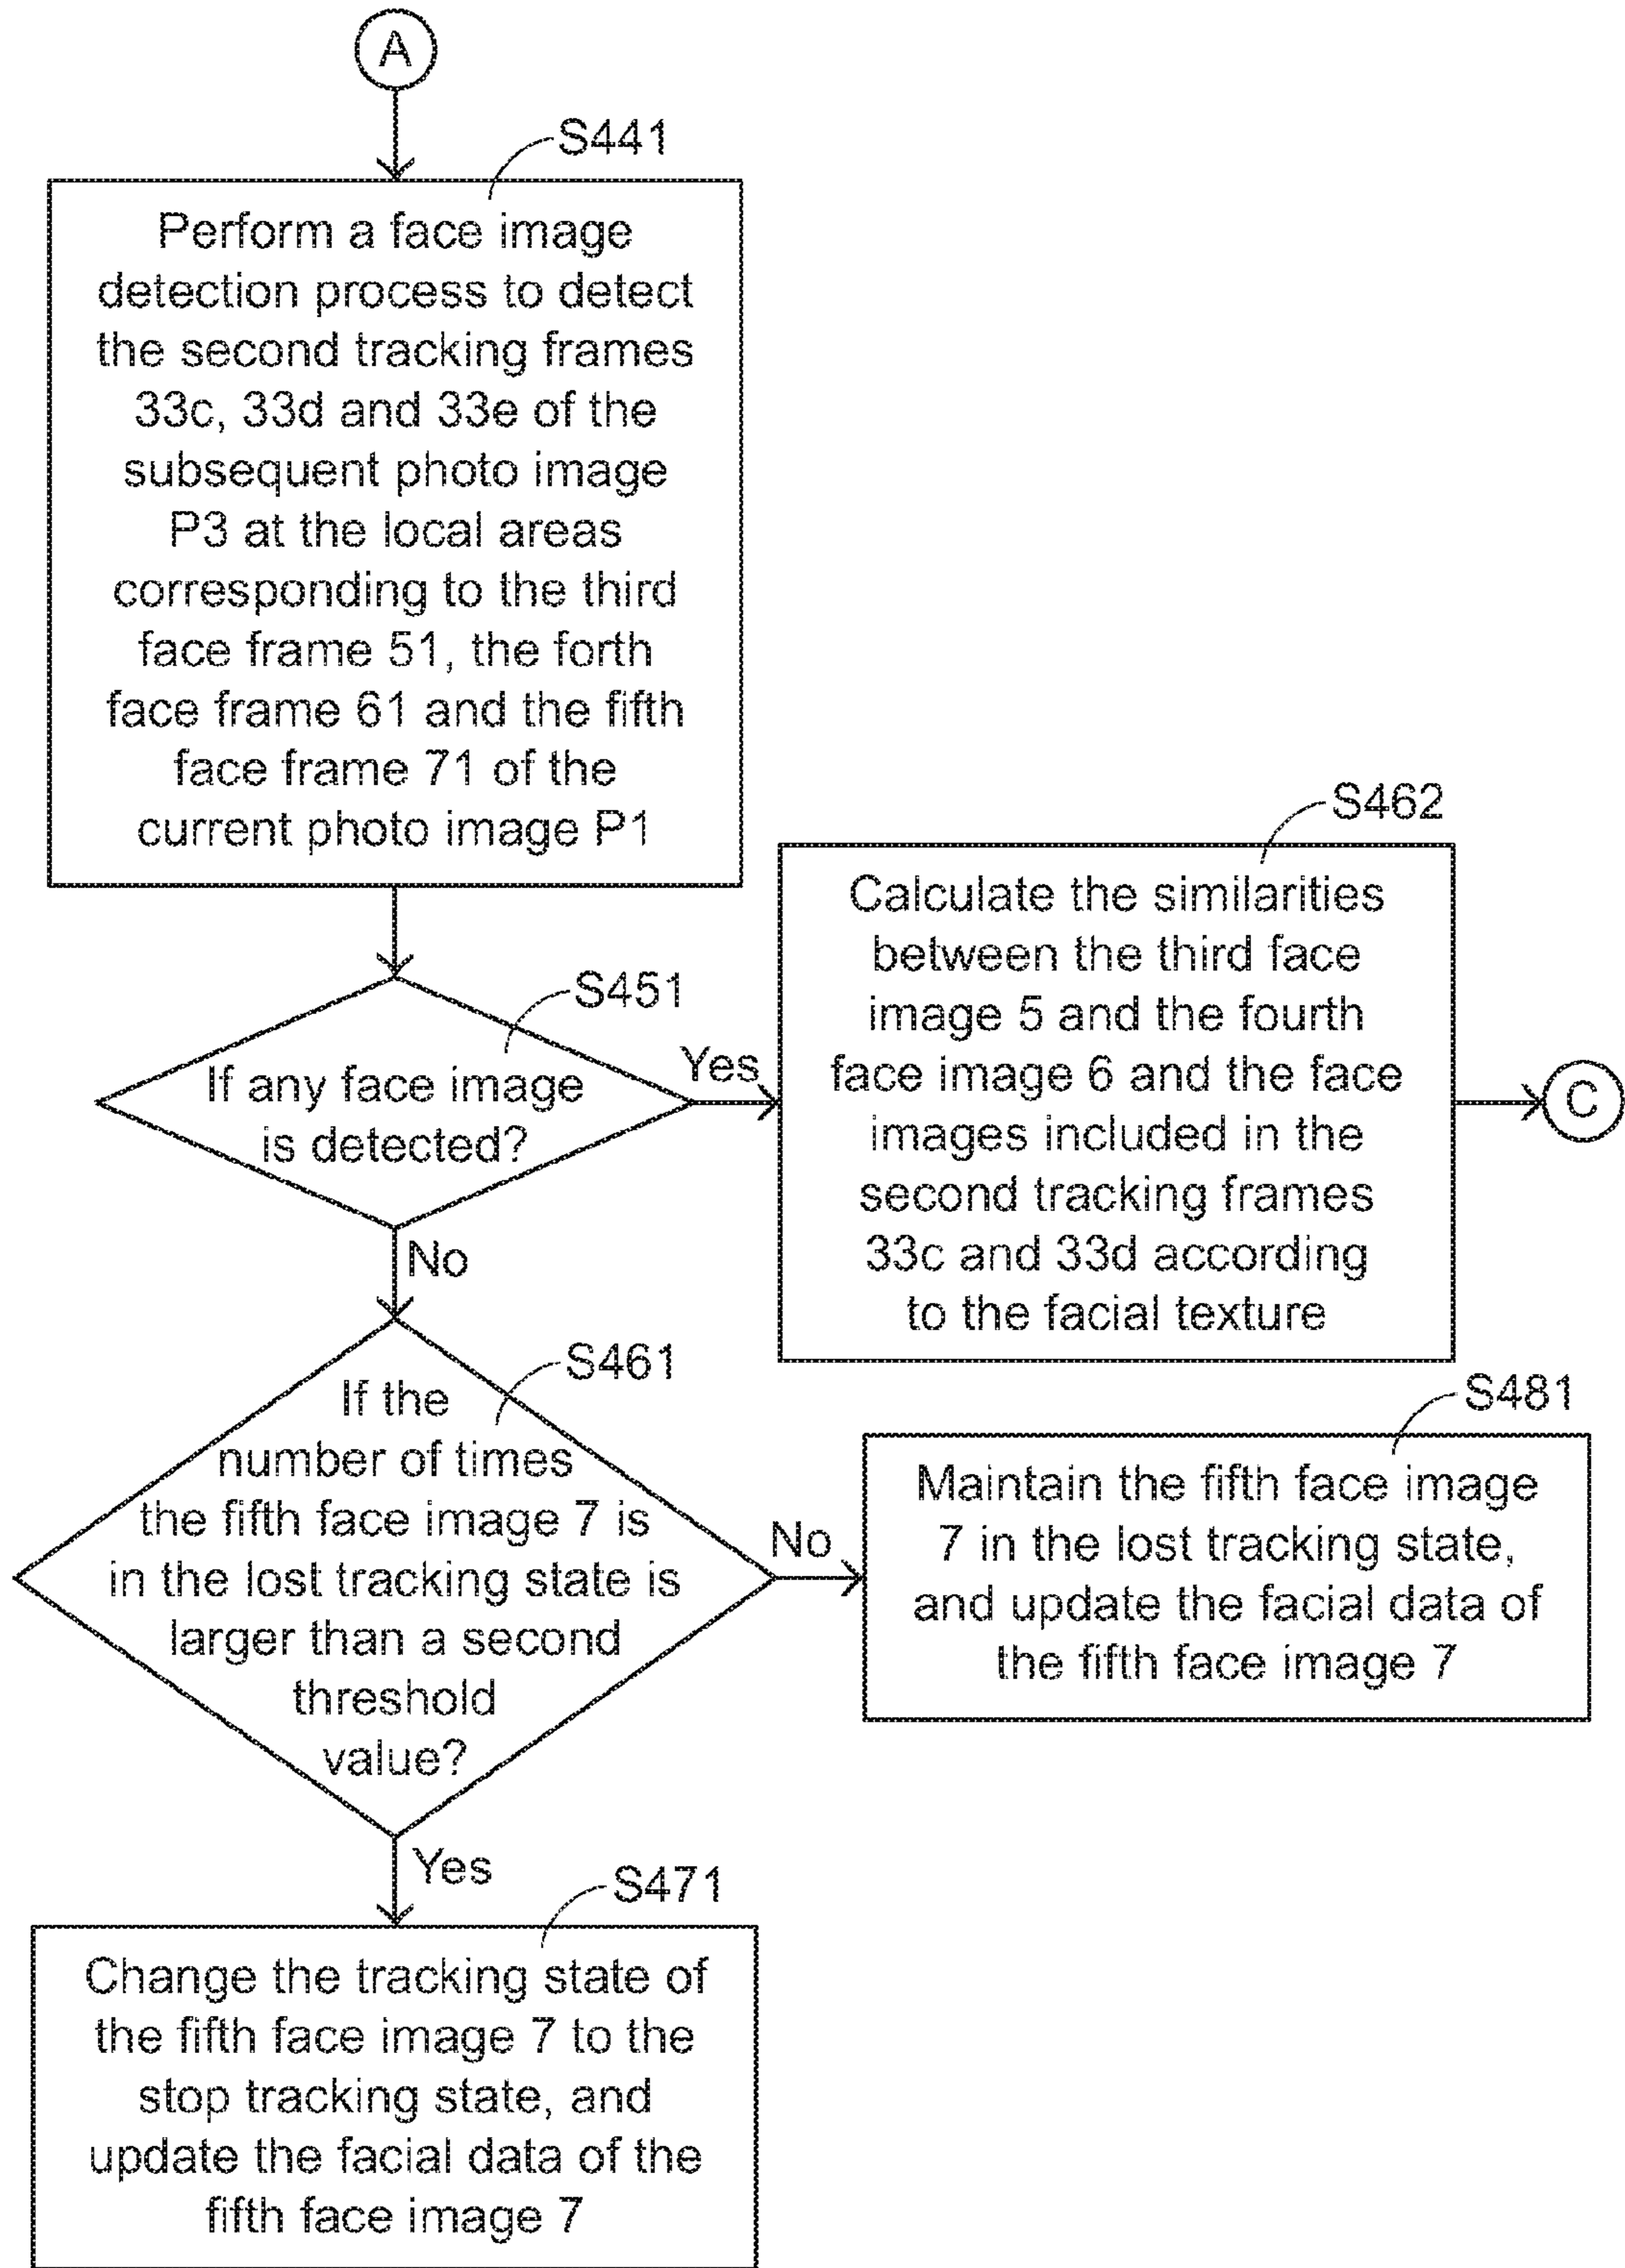 A
S441
Perform a face image
detection process to detect
the second tracking frames
33c, 33d and 33e of the
subsequent photo image
P3 at the local areas
corresponding to the third
face frame 51, the forth
face frame 61 and the fifth
face frame 71 of the
current photo image P1
S451
If any face image
is detected?
Yes
S462
Calculate the similarities
between the third face
image 5 and the fourth
face image 6 and the face
images included in the
second tracking frames
33c and 33d according
to the facial texture
C
No
S461
If the
number of times
the fifth face image 7 is
in the lost tracking state is
larger than a second
threshold
value?
No
S481
Maintain the fifth face image
7 in the lost tracking state,
and update the facial data of
the fifth face image 7
Yes
S471
Change the tracking state of
the fifth face image 7 to the
stop tracking state, and
update the facial data of the
fifth face image 7